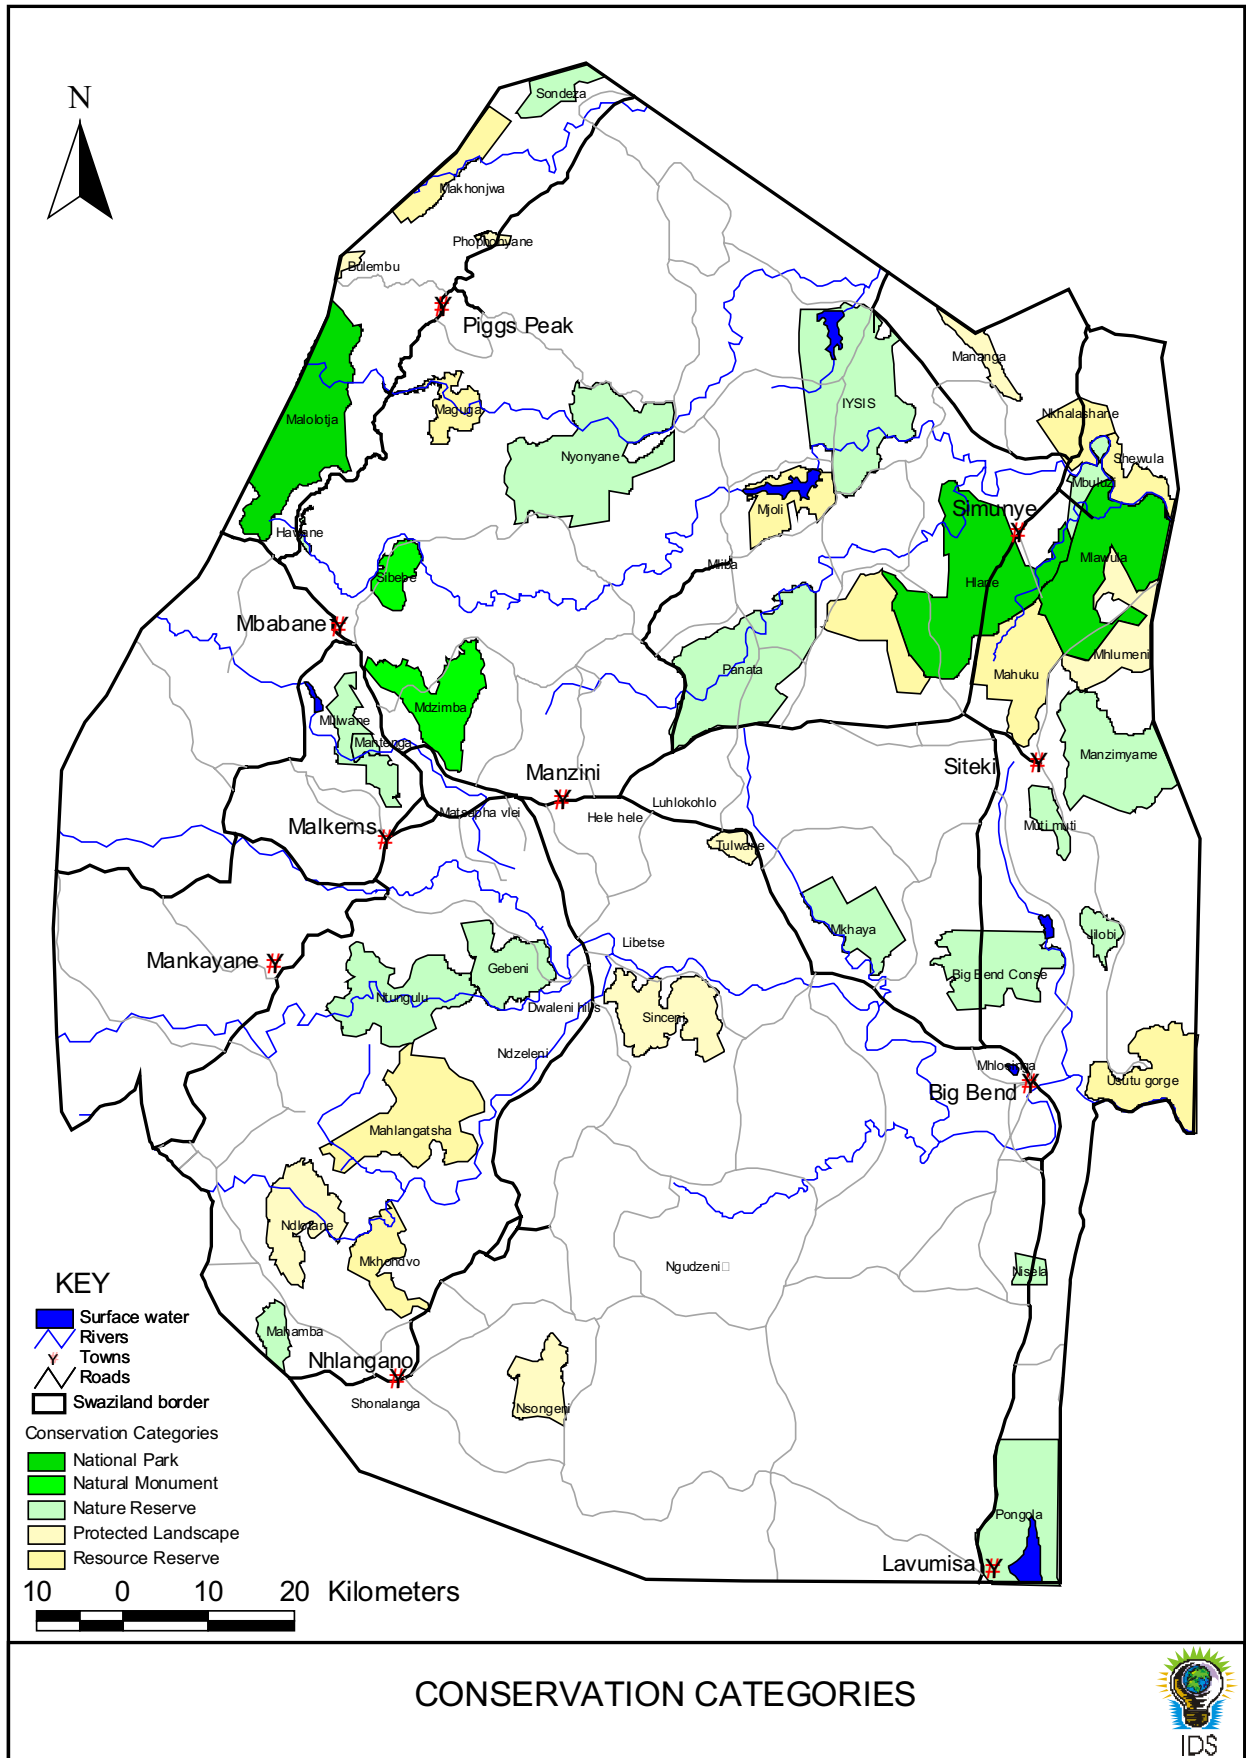 N
Sondeza
Makhonjwa
Phophonyane
Bulembu
Piggs Peak
Mananga
Malolotja
Maguga
IYSIS
Nkhalashane
Nyonyane
Shewula
Mbuluzi
Simunye
Mjoli
Hawane
Mlawula
Mliba
Sibebe
Hlane
Mbabane
Mhlumeni
Panata
Mahuku
Mdzimba
Mlilwane
Mantenga
Manzimyame
Siteki
Manzini
Luhlokohlo
Matsapha vlei
Hele hele
Malkerns
Muti muti
Tulwane
Mkhaya
Jilobi
Libetse
Mankayane
Gebeni
Big Bend Conse
Ntungulu
Dwaleni hills
Sinceni
Ndzeleni
Mhlosinga
Usutu gorge
Big Bend
Mahlangatsha
Ndlotane
Mkhondvo
Ngudzeni
Nisela
Mahamba
Nhlangano
Shonalanga
Nsongeni
Pongola
Lavumisa
KEY
Surface water
Rivers
Towns
Roads
Swaziland border
Conservation Categories
National Park
Natural Monument
Nature Reserve
Protected Landscape
Resource Reserve
10 0 10 20 Kilometers
CONSERVATION CATEGORIES
IDS